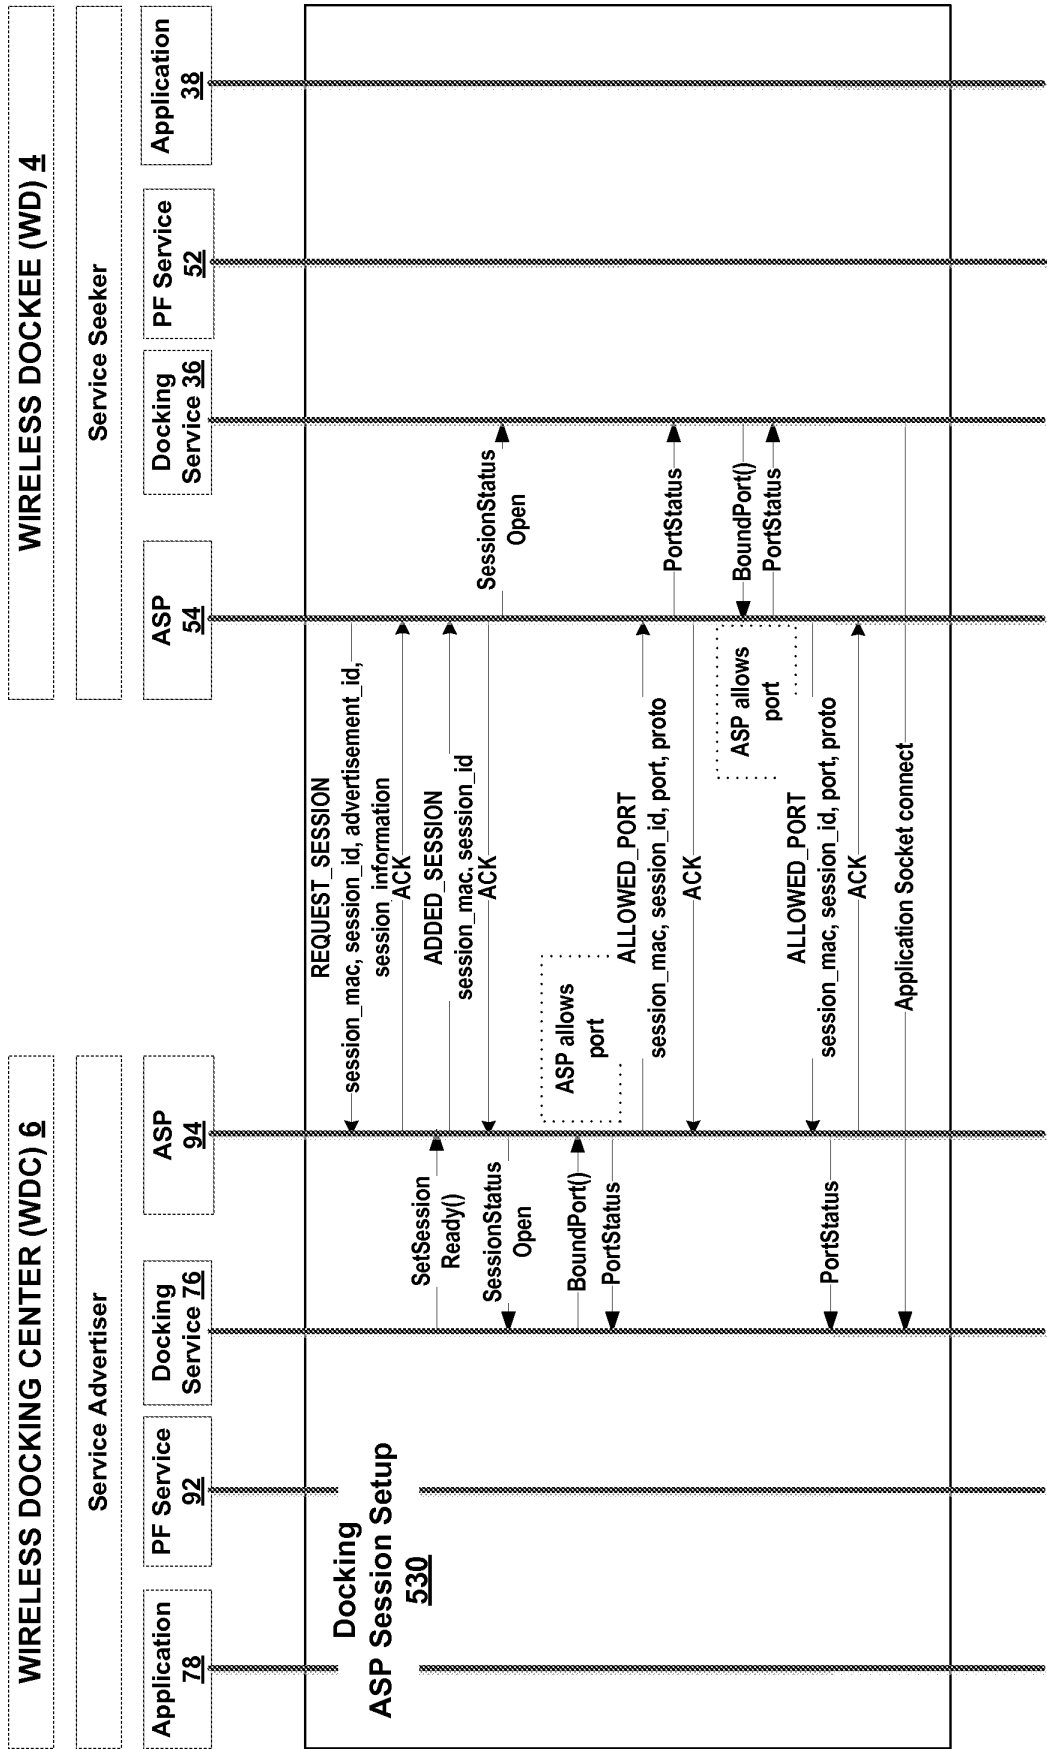 WIRELESS DOCKING CENTER (WDC) 6
WIRELESS DOCKEE (WD) 4
Service Advertiser
Service Seeker
Application
78
PF Service
92
Docking
Service 76
ASP
94
ASP
54
Docking
Service 36
PF Service
52
Application
38
Docking
ASP Session Setup
530
REQUEST_SESSION
session_mac, session_id, advertisement_id,
session_information
ACK
SetSession
Ready()
ADDED_SESSION
session_mac, session_id
ACK
SessionStatus
Open
SessionStatus
Open
BoundPort()
ASP allows
port
PortStatus
ALLOWED_PORT
session_mac, session_id, port, proto
PortStatus
ACK
BoundPort()
ASP allows
port
PortStatus
ALLOWED_PORT
session_mac, session_id, port, proto
PortStatus
ACK
Application Socket connect